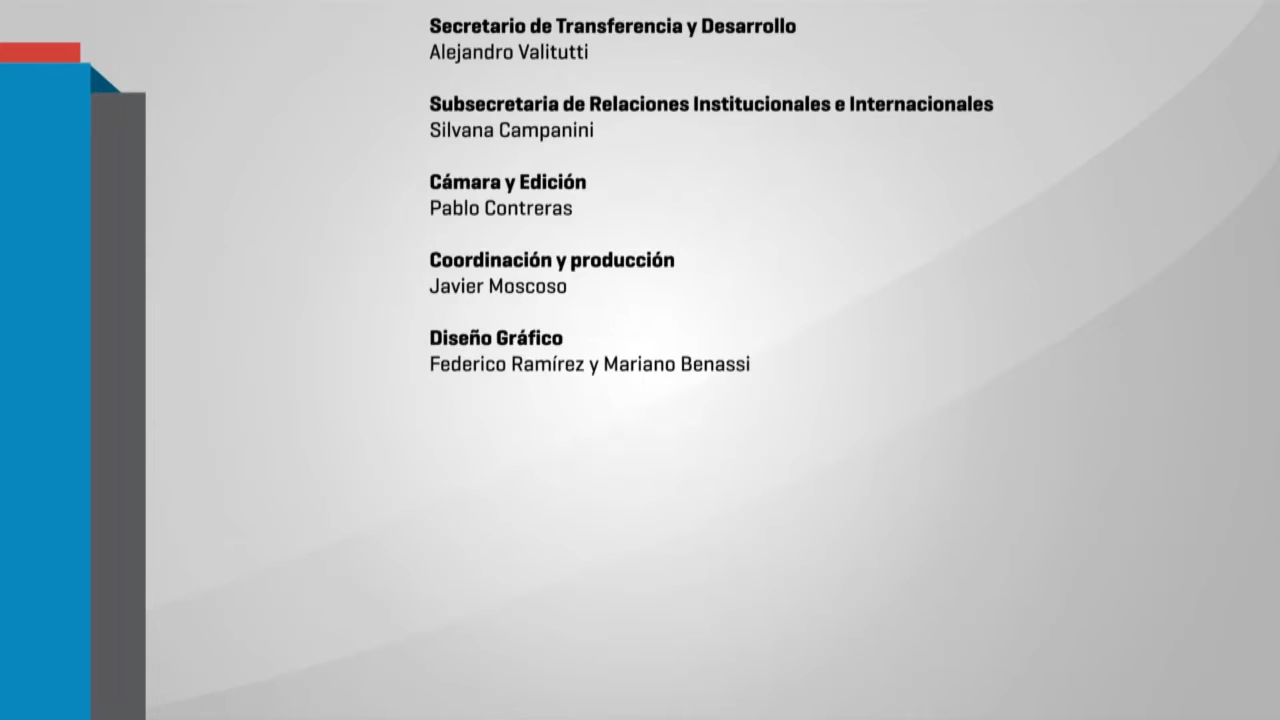 Secretario de Transferencia y Desarrollo
Alejandro Valitutti
Subsecretaria de Relaciones Institucionales e Internacionales
Silvana Campanini
Cámara y Edición
Pablo Contreras
Coordinación y producción
Javier Moscoso
Diseño Gráfico
Federico Ramírez y Mariano Benassi